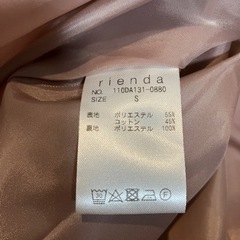 rienda
NO. 110DA131-0880
SIZE S
表地 ポリエステル 55%
コットン 45%
裏地 ポリエステル 100%
30
F